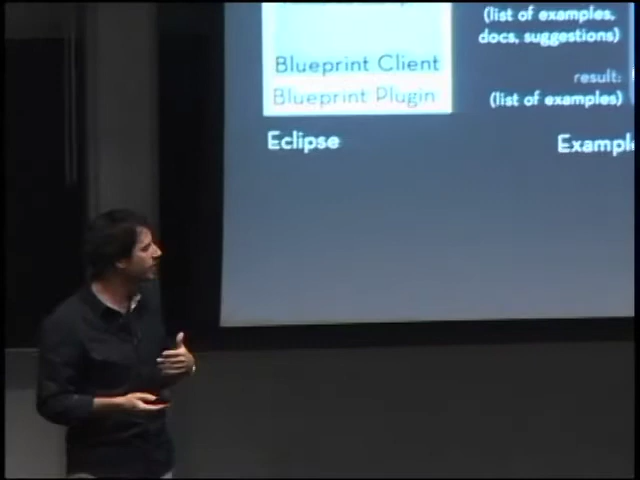 (list of examples,
docs, suggestions)
Blueprint Client
result:
Blueprint Plugin
(list of examples)
Eclipse